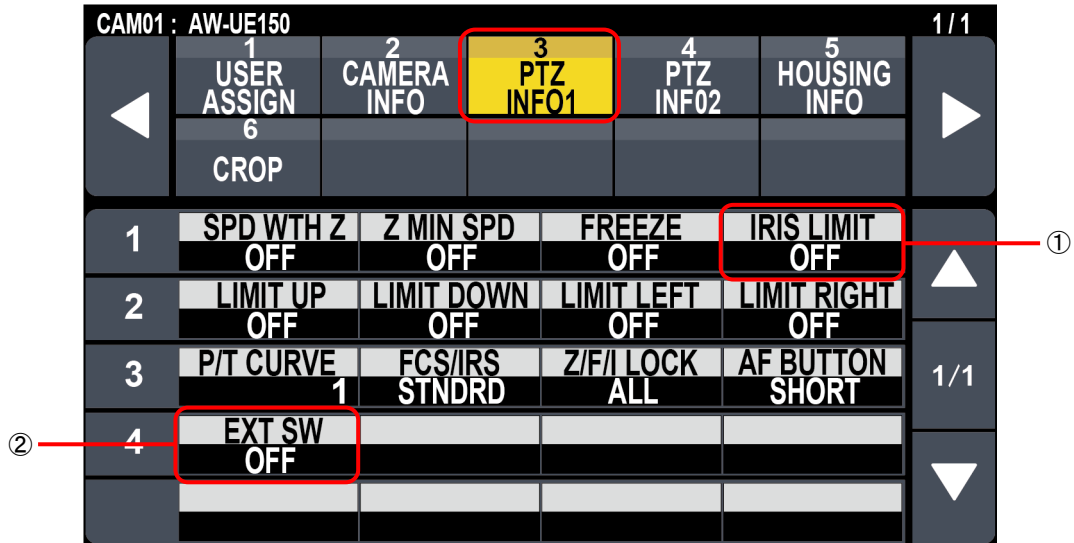 CAM01 : AW-UE150 1 / 1
1 2 3 4 5
USER CAMERA PTZ PTZ HOUSING
ASSIGN INFO INFO1 INF02 INFO
6
CROP
1 SPD WTH Z Z MIN SPD FREEZE IRIS LIMIT ①
OFF OFF OFF OFF
2 LIMIT UP LIMIT DOWN LIMIT LEFT LIMIT RIGHT
OFF OFF OFF OFF
3 P/T CURVE FCS/IRS Z/F/I LOCK AF BUTTON 1/1
1 STNDRD ALL SHORT
② 4 EXT SW
OFF